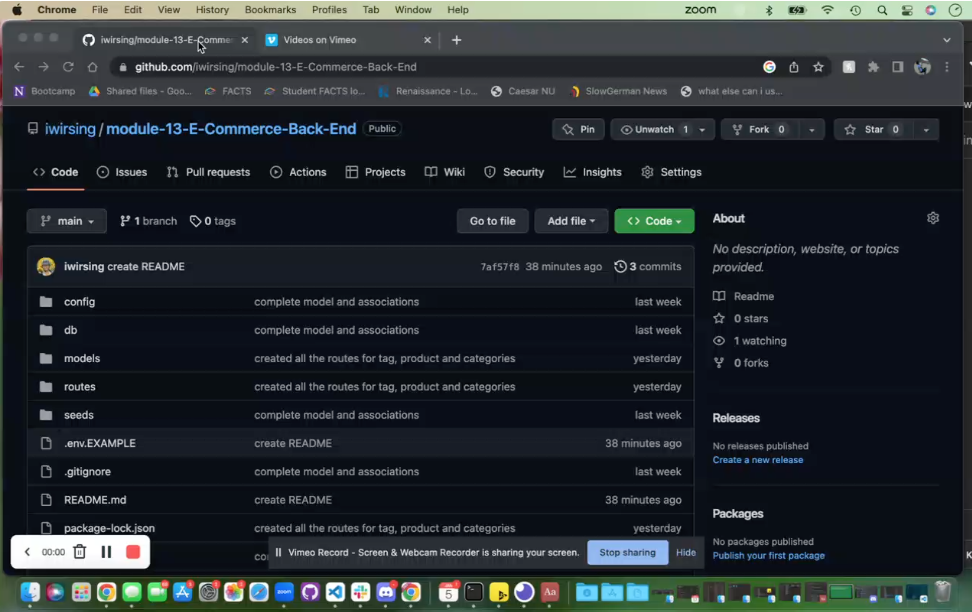 Chrome File Edit View History Bookmarks Profiles Tab Window Help zoom
iwirsing/module-13-E-Comme Videos on Vimeo
github.com/iwirsing/module-13-E-Commerce-Back-End
Bootcamp Shared files - Goo... FACTS Student FACTS lo... Renaissance - Lo... Caesar NU SlowGerman News what else can i us...
iwirsing / module-13-E-Commerce-Back-End Public
Pin Unwatch 1 Fork 0 Star 0
Code Issues Pull requests Actions Projects Wiki Security Insights Settings
main 1 branch 0 tags Go to file Add file Code
iwirsing create README 7af57f8 38 minutes ago 3 commits
config complete model and associations last week
db complete model and associations last week
models created all the routes for tag, product and categories yesterday
routes created all the routes for tag, product and categories yesterday
seeds complete model and associations last week
.env.EXAMPLE create README 38 minutes ago
.gitignore complete model and associations last week
README.md create README 38 minutes ago
package-lock.json created all the routes for tag, product and categories yesterday
About
No description, website, or topics
provided.
Readme
0 stars
1 watching
0 forks
Releases
No releases published
Create a new release
Packages
No packages published
Publish your first package
00:00
Vimeo Record - Screen & Webcam Recorder is sharing your screen. Stop sharing Hide
5
Aa